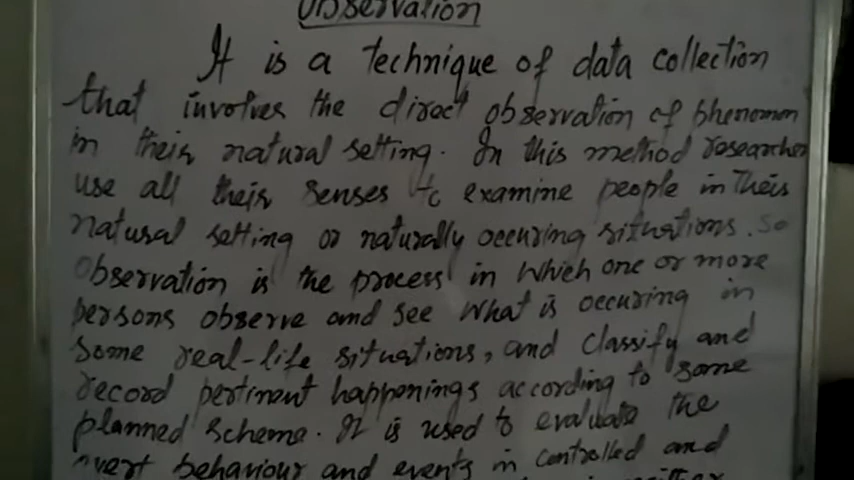 Observation
It is a technique of data collection
that involves the direct observation of phenomen
in their natural setting. In this method researcher
use all their senses to examine people in their
natural setting or naturally occuring situations. So
observation is the process in which one or more
persons observe and see what is occuring in
some real-life situations, and classify and
record pertinent happenings according to some
planned scheme. It is used to evaluate the
overt behaviour and events in controlled and